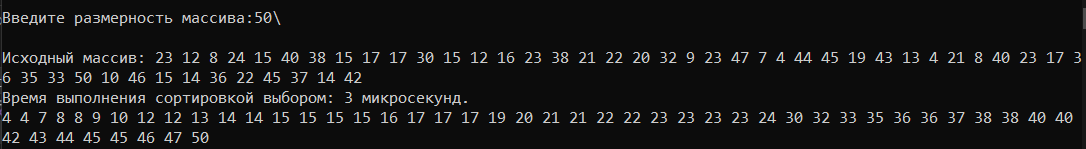 Введите размерность массива:50\
Исходный массив: 23 12 8 24 15 40 38 15 17 17 30 15 12 16 23 38 21 22 20 32 9 23 47 7 4 44 45 19 43 13 4 21 8 40 23 17 3
6 35 33 50 10 46 15 14 36 22 45 37 14 42
Время выполнения сортировкой выбором: 3 микросекунд.
4 4 7 8 8 9 10 12 12 13 14 14 15 15 15 15 16 17 17 17 19 20 21 21 22 22 23 23 23 23 24 30 32 33 35 36 36 37 38 38 40 40
42 43 44 45 45 46 47 50